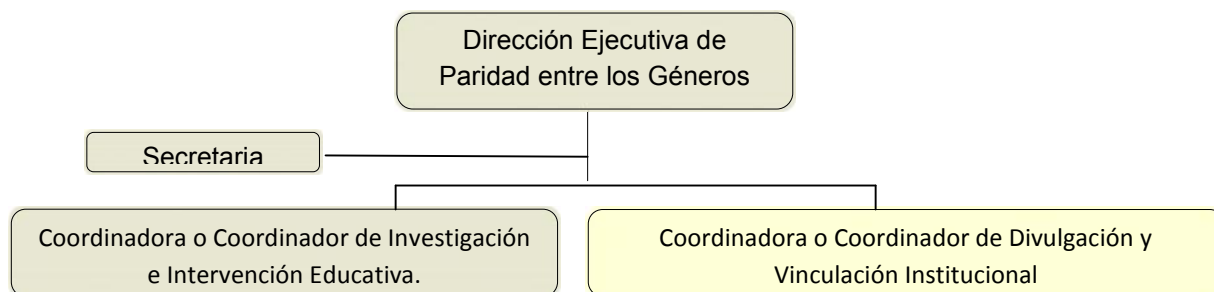 Dirección Ejecutiva de
Paridad entre los Géneros
Secretaria
Coordinadora o Coordinador de Investigación
e Intervención Educativa.
Coordinadora o Coordinador de Divulgación y
Vinculación Institucional